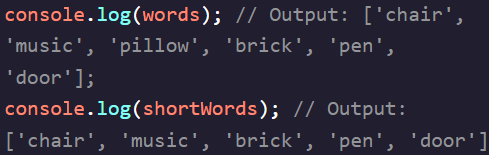 console.log(words); // Output: ['chair',
'music', 'pillow', 'brick', 'pen',
'door'];
console.log(shortWords); // Output:
['chair', 'music', 'brick', 'pen', 'door']